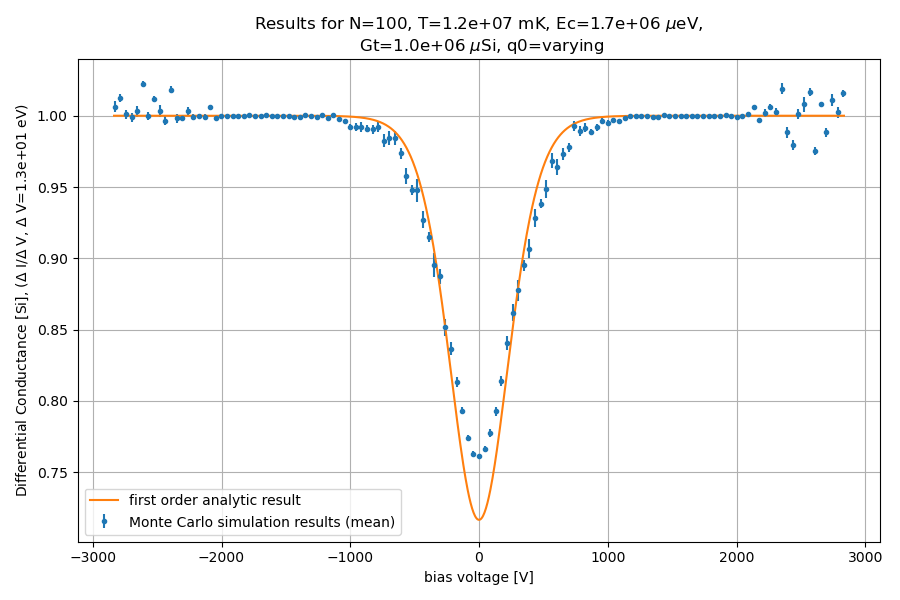 Results for N=100, T=1.2e+07 mK, Ec=1.7e+06 μeV,
Gt=1.0e+06 μSi, q0=varying
Differential Conductance [Si], (Δ I/Δ V, Δ V=1.3e+01 eV)
1.00
0.95
0.90
0.85
0.80
0.75
first order analytic result
Monte Carlo simulation results (mean)
−3000 −2000 −1000 0 1000 2000 3000
bias voltage [V]